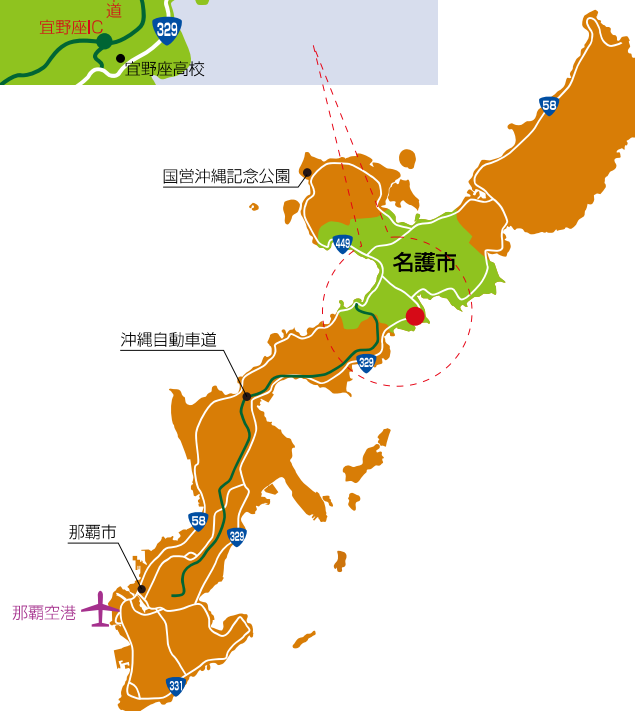 道
宜野座IC
329
宜野座高校
58
国営沖縄記念公園
449
名護市
沖縄自動車道
329
58
329
那覇市
那覇空港
331